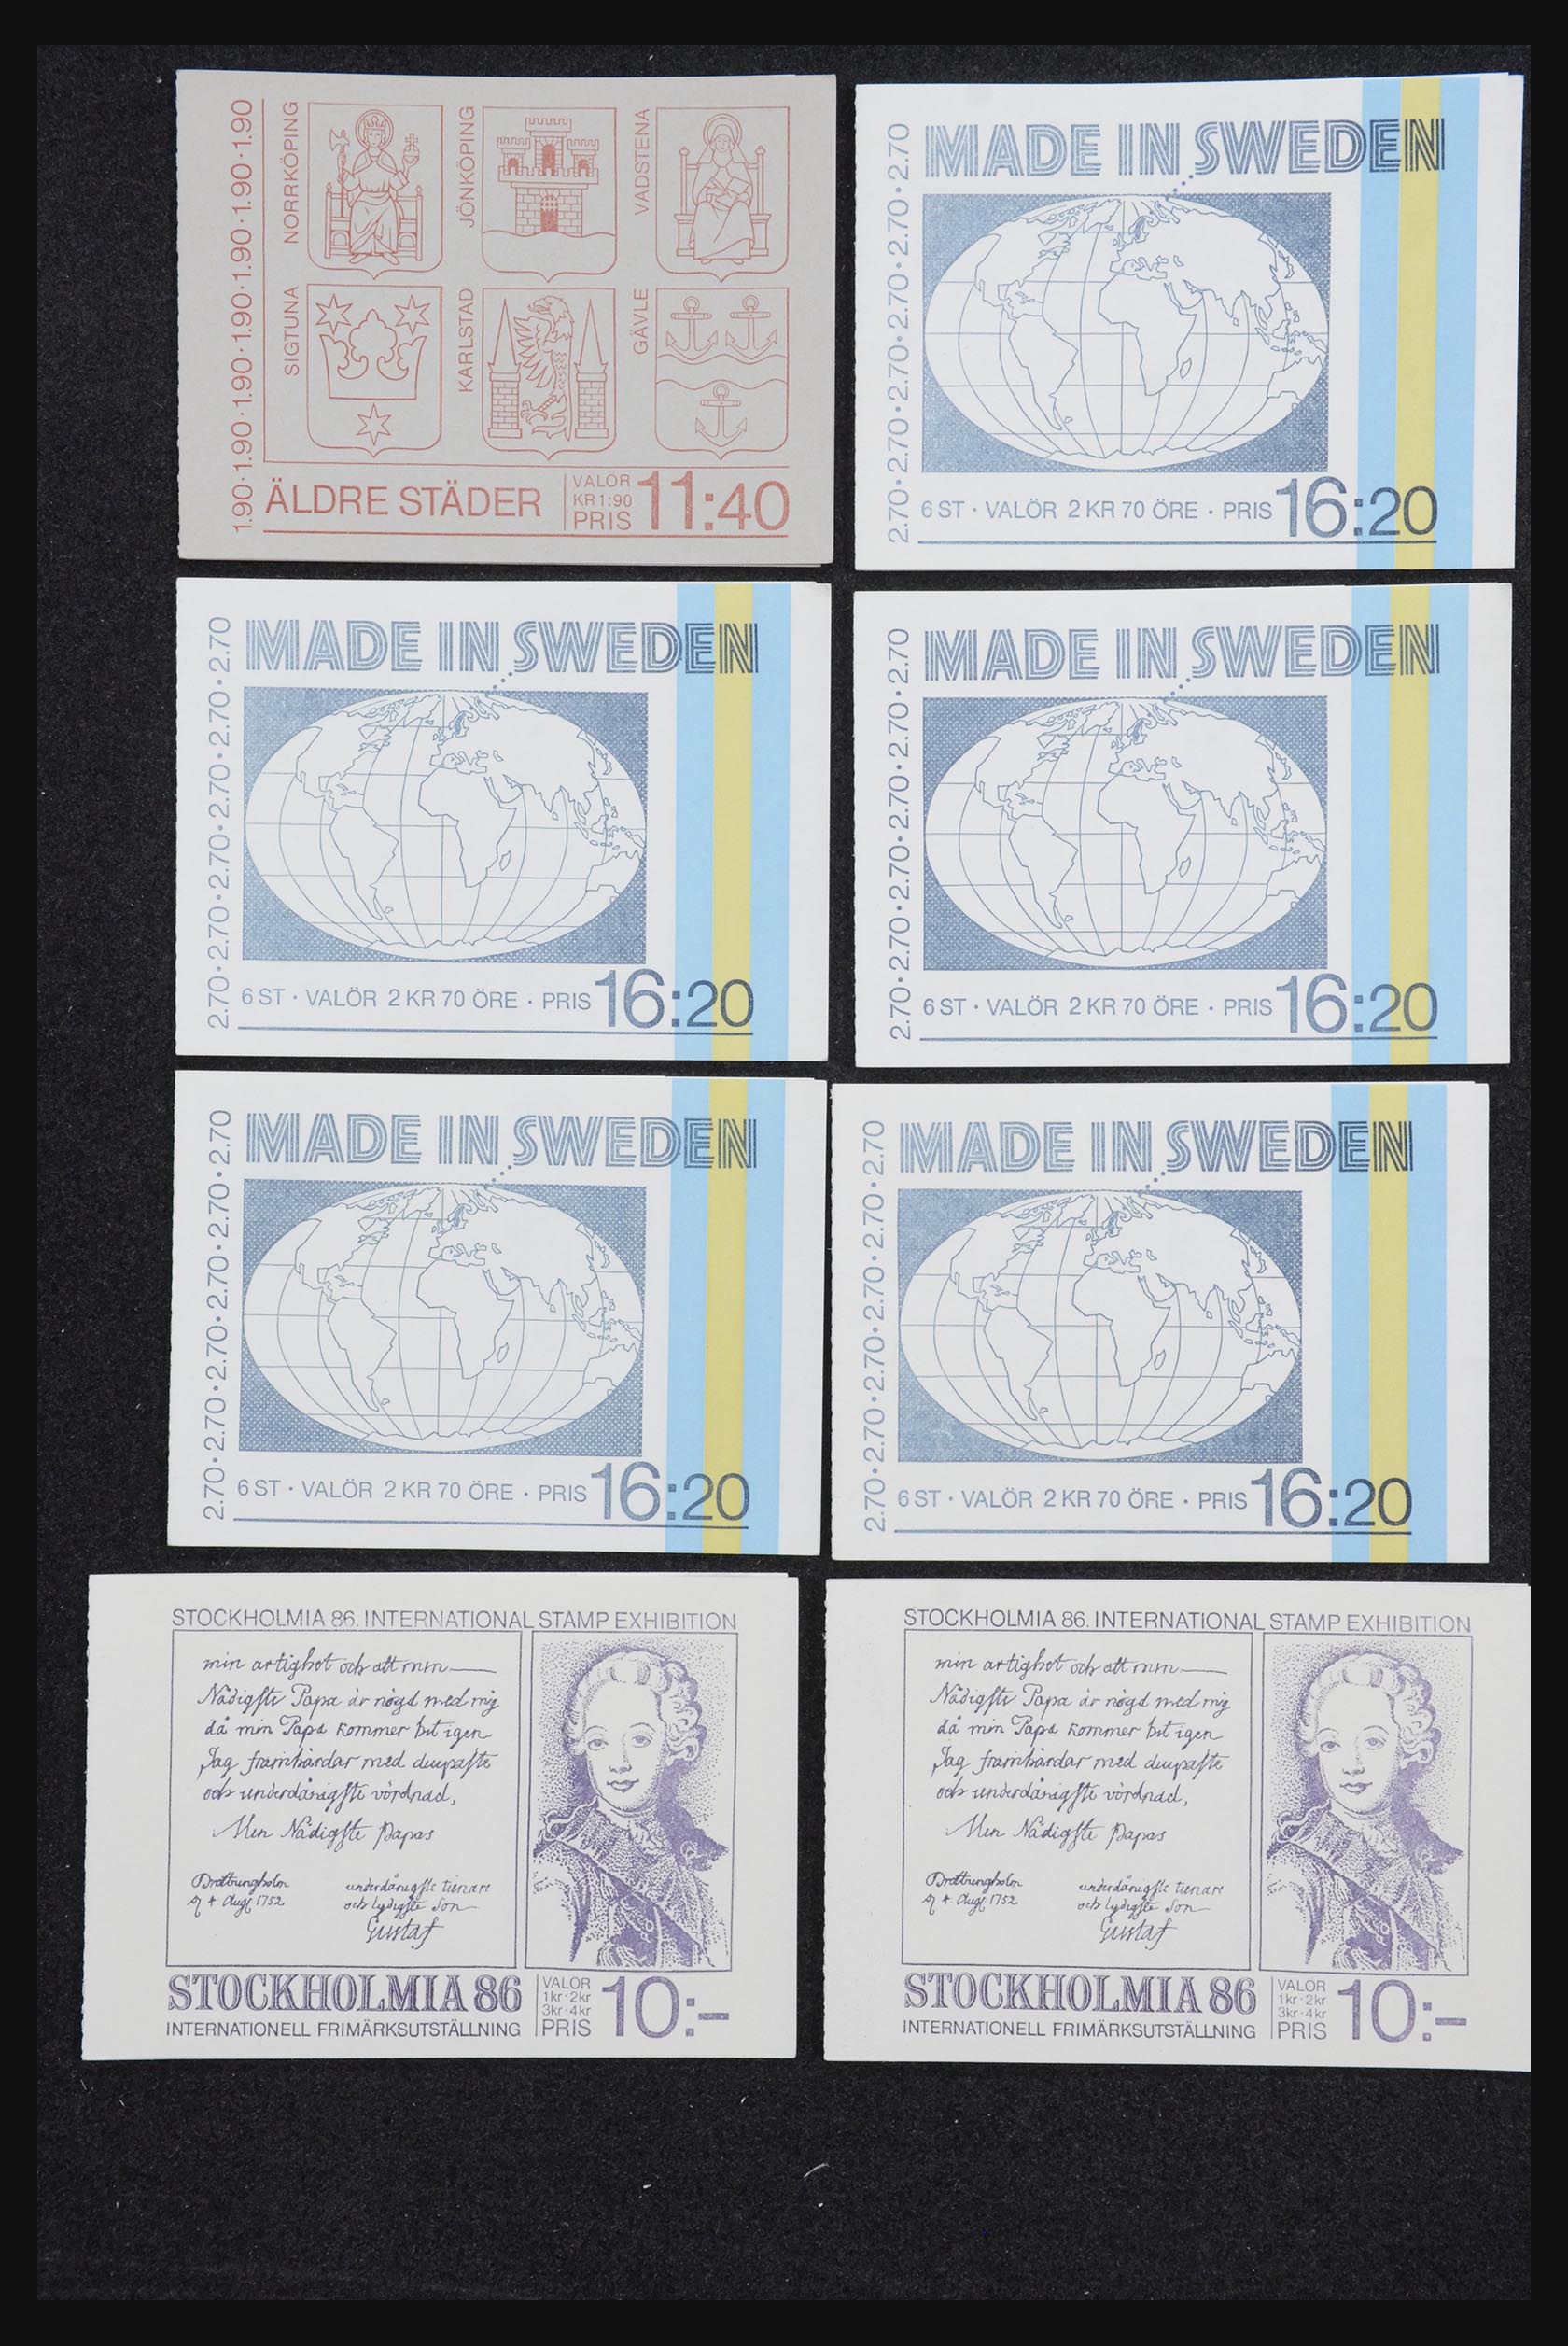 1.90·1.90·1.90·1.90·1.90·1.90·1.90·1.90·1.90
NORRKÖPING
JÖNKÖPING
VADSTENA
SIGTUNA
KARLSTAD
GÄVLE
ÄLDRE STÄDER
VALÖR
KR 1:90
PRIS
11:40
2.70·2.70·2.70·2.70·2.70·2.70
MADE IN SWEDEN
6 ST · VALÖR 2 KR 70 ÖRE · PRIS 16:20
2.70·2.70·2.70·2.70·2.70·2.70
MADE IN SWEDEN
6 ST · VALÖR 2 KR 70 ÖRE · PRIS 16:20
2.70·2.70·2.70·2.70·2.70·2.70
MADE IN SWEDEN
6 ST · VALÖR 2 KR 70 ÖRE · PRIS 16:20
2.70·2.70·2.70·2.70·2.70·2.70
MADE IN SWEDEN
6 ST · VALÖR 2 KR 70 ÖRE · PRIS 16:20
2.70·2.70·2.70·2.70·2.70·2.70
MADE IN SWEDEN
6 ST · VALÖR 2 KR 70 ÖRE · PRIS 16:20
STOCKHOLMIA 86. INTERNATIONAL STAMP EXHIBITION
min artighet och att min
Nådigste Papa är nögd med mig
då min Papa kommer hit igen
Jag framhärdar med diupaste
och underdånigste vördnad,
Min Nådigste Papas
Drottningholm
d 4 Aug 1752
underdånigste tienare
och lydigste Son
Gustaf
STOCKHOLMIA 86
INTERNATIONELL FRIMÄRKSUTSTÄLLNING
VALÖR
1kr·2kr
3kr·4kr
PRIS
10:–
STOCKHOLMIA 86. INTERNATIONAL STAMP EXHIBITION
min artighet och att min
Nådigste Papa är nögd med mig
då min Papa kommer hit igen
Jag framhärdar med diupaste
och underdånigste vördnad,
Min Nådigste Papas
Drottningholm
d 4 Aug 1752
underdånigste tienare
och lydigste Son
Gustaf
STOCKHOLMIA 86
INTERNATIONELL FRIMÄRKSUTSTÄLLNING
VALÖR
1kr·2kr
3kr·4kr
PRIS
10:–